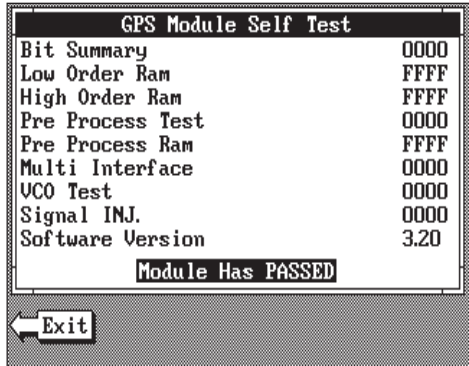 GPS Module Self Test
Bit Summary 0000
Low Order Ram FFFF
High Order Ram FFFF
Pre Process Test 0000
Pre Process Ram FFFF
Multi Interface 0000
VCO Test 0000
Signal INJ. 0000
Software Version 3.20
Module Has PASSED
Exit